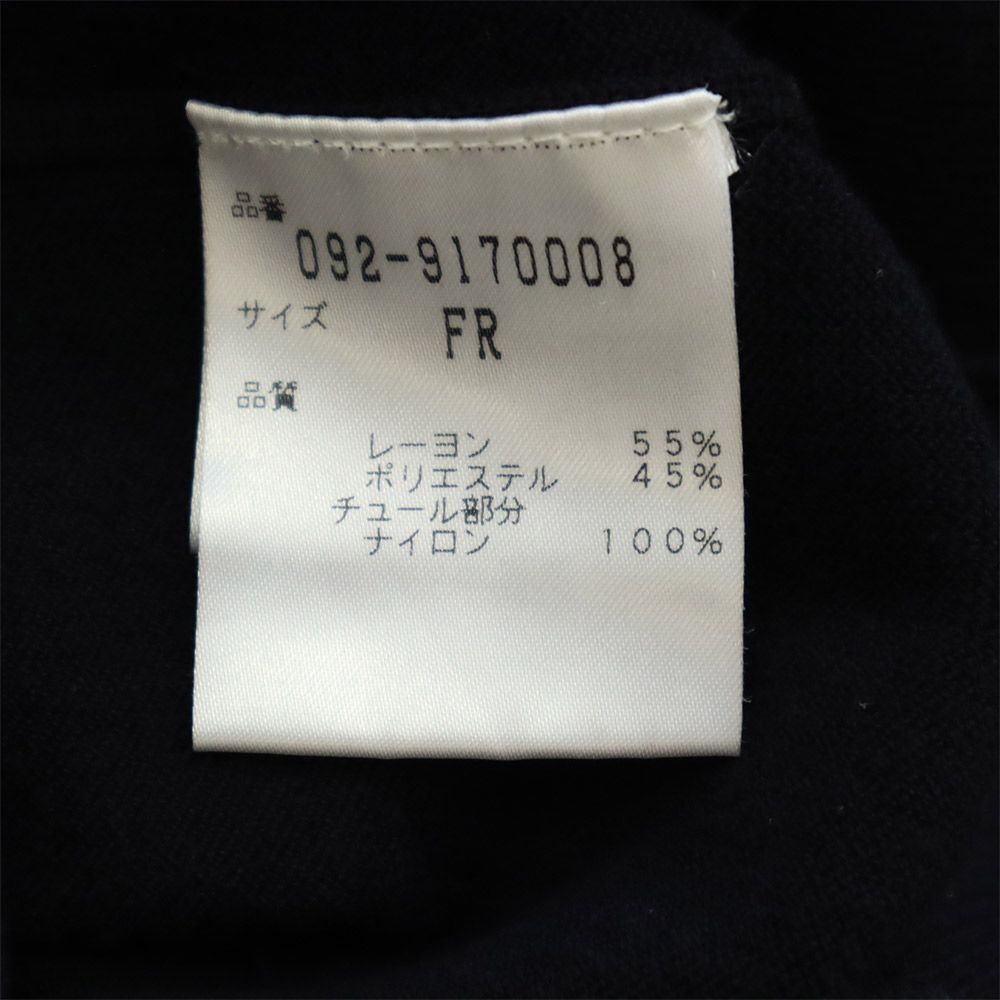 品番
092-9170008
サイズ FR
品質
レーヨン 55%
ポリエステル 45%
チュール部分
ナイロン 100%